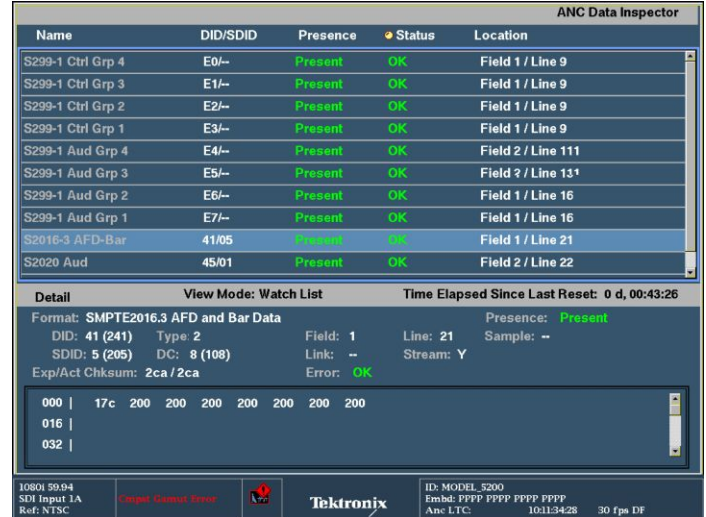 ANC Data Inspector
Name DID/SDID Presence Status Location
S299-1 Ctrl Grp 4 E0/-- Present OK Field 1 / Line 9
S299-1 Ctrl Grp 3 E1/-- Present OK Field 1 / Line 9
S299-1 Ctrl Grp 2 E2/-- Present OK Field 1 / Line 9
S299-1 Ctrl Grp 1 E3/-- Present OK Field 1 / Line 9
S299-1 Aud Grp 4 E4/-- Present OK Field 2 / Line 111
S299-1 Aud Grp 3 E5/-- Present OK Field / Line
S299-1 Aud Grp 2 E6/-- Present OK Field 1 / Line 16
S299-1 Aud Grp 1 E7/-- Present OK Field 1 / Line 16
S2016-3 AFD-Bar 41/05 Present OK Field 1 / Line 21
S2020 Aud 45/01 Present OK Field 2 / Line 22
Detail View Mode: Watch List Time Elapsed Since Last Reset: 0 d, 00:43:26
Format: SMPTE2016.3 AFD and Bar Data Presence: Present
DID: 41 (241) Type: 2 Field: 1 Line: 21 Sample: --
SDID: 5 (205) DC: 8 (108) Link: -- Stream: Y
Exp/Act Chksum: 2ca / 2ca Error: OK
000 | 17c 200 200 200 200 200 200 200
016 |
032 |
1080i 59.94
SDI Input 1A
Ref: NTSC
Cmpst Gamut Error
Tektronix
ID: MODEL_5200
Embd: PPPP PPPP PPPP PPPP
Anc LTC: 10:11:34:28 30 fps DF